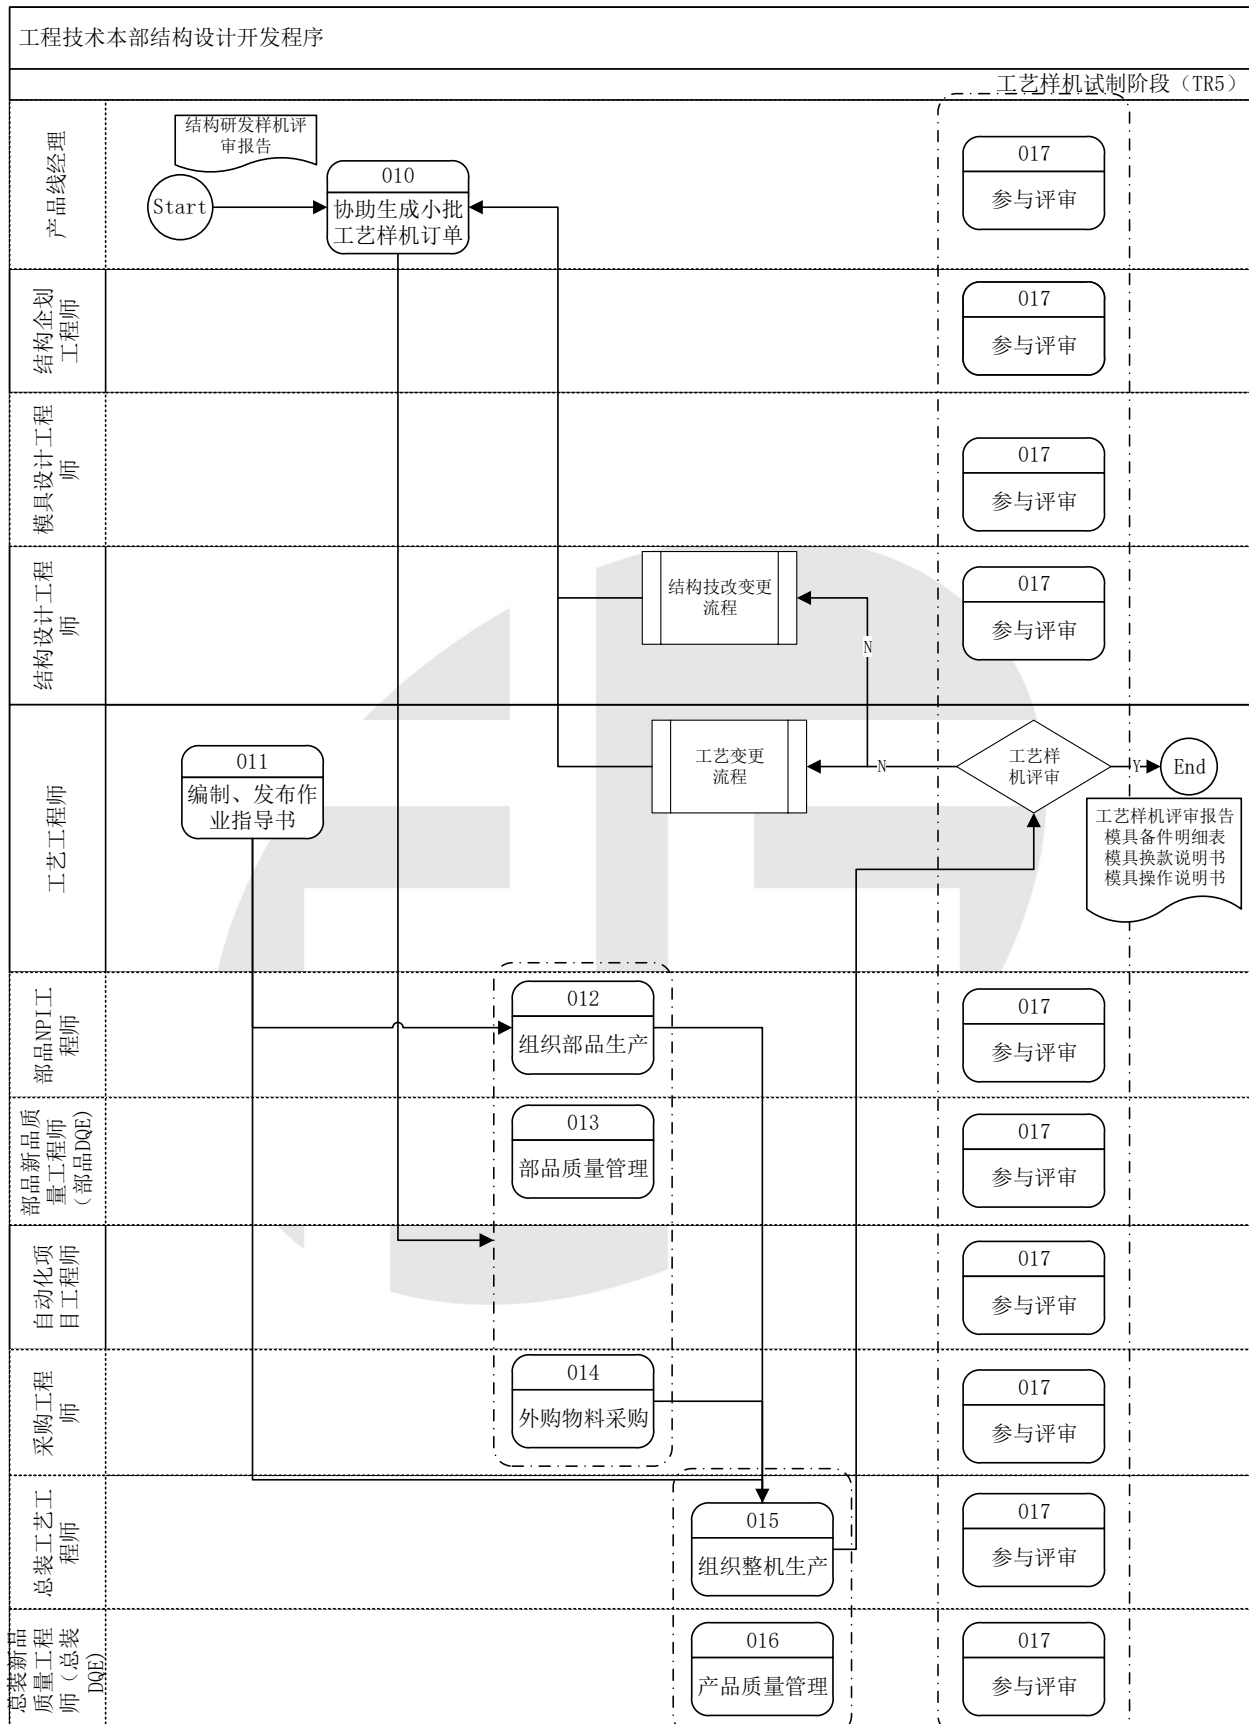 工程技术本部结构设计开发程序
工艺样机试制阶段（TR5）
产品线经理
结构研发样机评
审报告
Start
010
协助生成小批
工艺样机订单
017
参与评审
结构企划
工程师
017
参与评审
模具设计工程
师
017
参与评审
结构设计工程
师
结构技改变更
流程
N
017
参与评审
工艺工程师
011
编制、发布作
业指导书
工艺变更
流程
N
工艺样
机评审
Y
End
工艺样机评审报告
模具备件明细表
模具换款说明书
模具操作说明书
部品NPI工
程师
012
组织部品生产
017
参与评审
部品新品质
量工程师
（部品DQE）
013
部品质量管理
017
参与评审
自动化项
目工程师
017
参与评审
采购工程
师
014
外购物料采购
017
参与评审
总装工艺工
程师
015
组织整机生产
017
参与评审
总装新品
质量工程
师（总装
DQE）
016
产品质量管理
017
参与评审